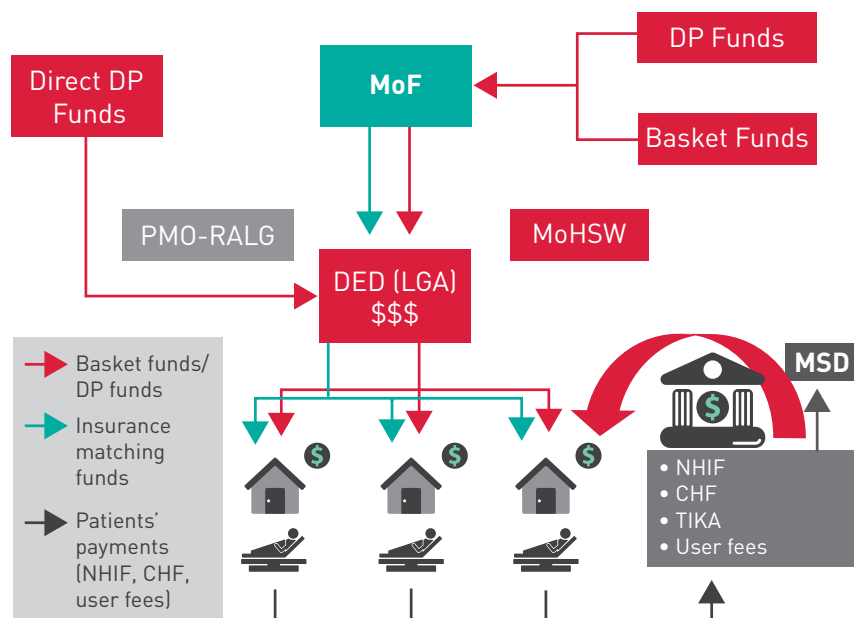 DP Funds
Direct DP
Funds
MoF
Basket Funds
PMO-RALG
MoHSW
DED (LGA)
$$$
Basket funds/
DP funds
Insurance
matching
funds
Patients’
payments
(NHIF, CHF,
user fees)
MSD
$
$
$
$
• NHIF
• CHF
• TIKA
• User fees